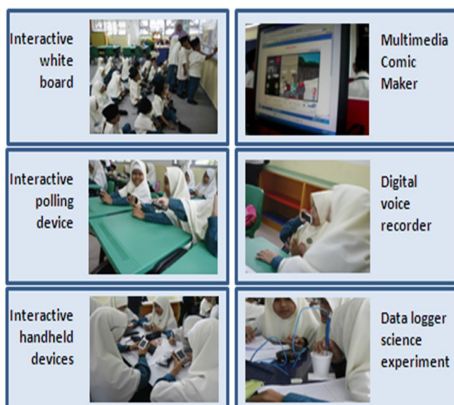 Interactive
white
board
Multimedia
Comic
Maker
Interactive
polling
device
Digital
voice
recorder
Interactive
handheld
devices
Data logger
science
experiment